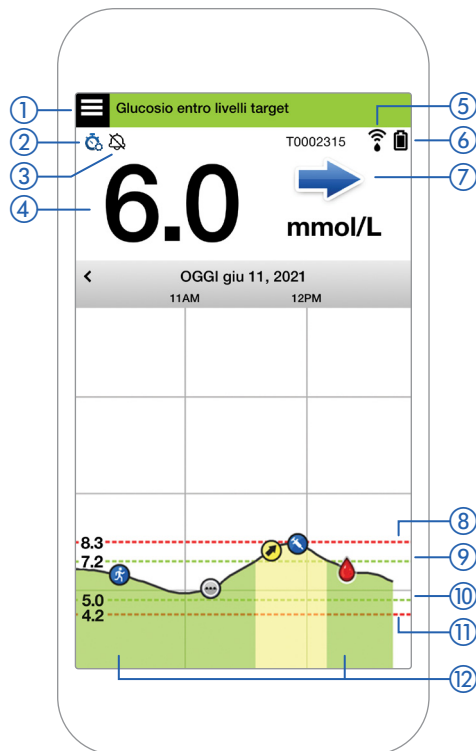 ① Glucosio entro livelli target ⑤
② T0002315 ⑥
③
④ 6.0 mmol/L ⑦
OGGI giu 11, 2021
11AM 12PM
8.3 ⑧
7.2 ⑨
5.0 ⑩
4.2 ⑪
⑫